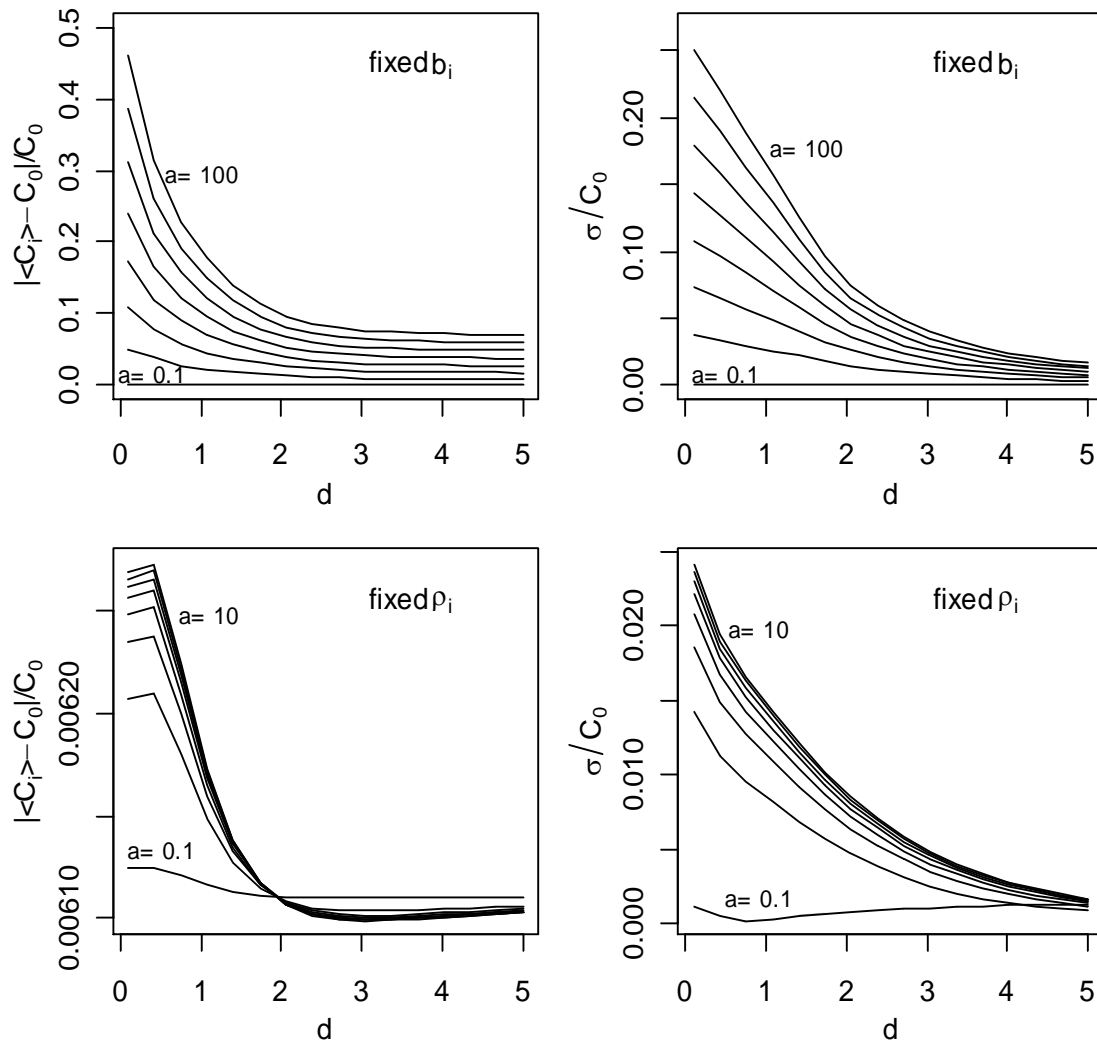 |<C_i>−C_0|/C_0
0.0 0.1 0.2 0.3 0.4 0.5
fixed b_i
a= 100
a= 0.1
0 1 2 3 4 5
d
σ/C_0
0.00 0.10 0.20
fixed b_i
a= 100
a= 0.1
0 1 2 3 4 5
d
|<C_i>−C_0|/C_0
0.00610 0.00620
fixed ρ_i
a= 10
a= 0.1
0 1 2 3 4 5
d
σ/C_0
0.000 0.010 0.020
fixed ρ_i
a= 10
a= 0.1
0 1 2 3 4 5
d